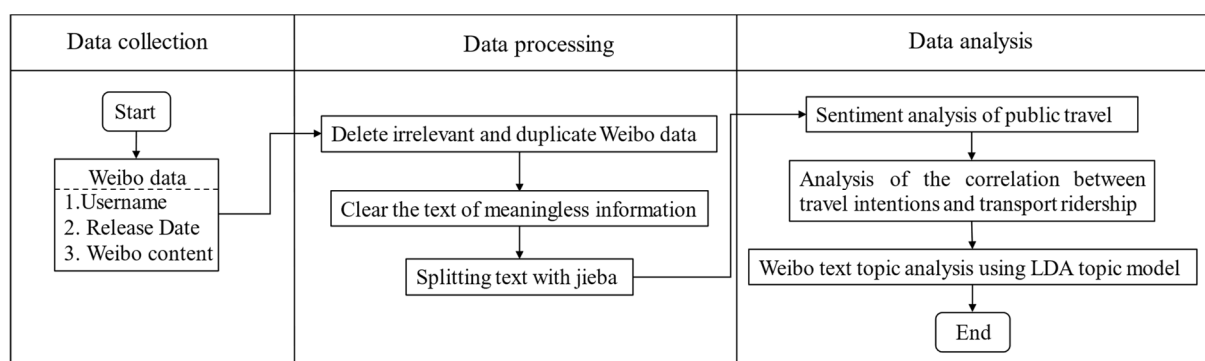 Data collection
Data processing
Data analysis
Start
Weibo data
1.Username
2. Release Date
3. Weibo content
Delete irrelevant and duplicate Weibo data
Clear the text of meaningless information
Splitting text with jieba
Sentiment analysis of public travel
Analysis of the correlation between
travel intentions and transport ridership
Weibo text topic analysis using LDA topic model
End